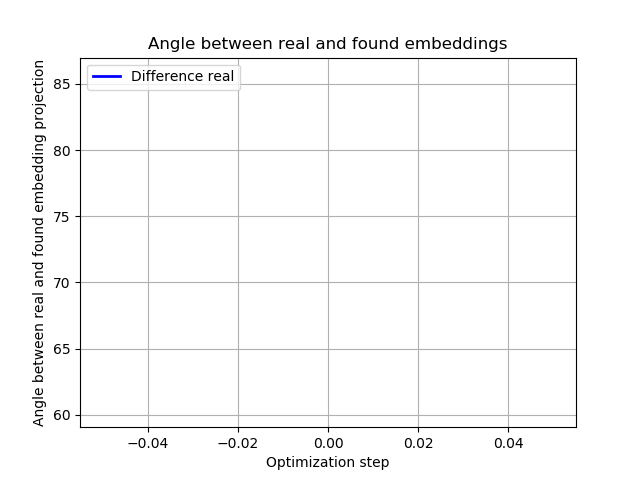 Angle between real and found embeddings
Difference real
Angle between real and found embedding projection
85
80
75
70
65
60
−0.04
−0.02
0.00
0.02
0.04
Optimization step